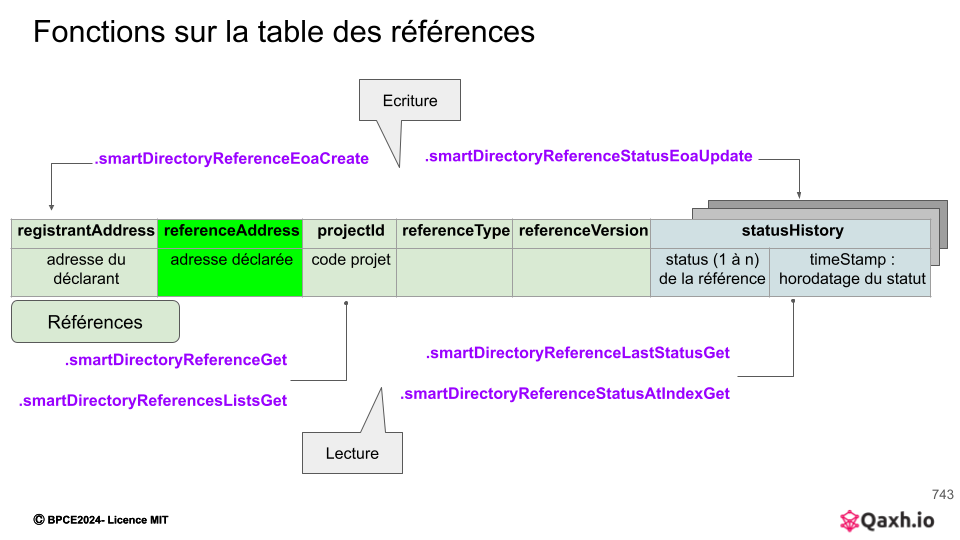 Fonctions sur la table des références
Ecriture
.smartDirectoryReferenceEoaCreate
.smartDirectoryReferenceStatusEoaUpdate
registrantAddress referenceAddress projectId referenceType referenceVersion statusHistory
adresse du
déclarant
adresse déclarée
code projet
status (1 à n)
de la référence
timeStamp :
horodatage du statut
Références
.smartDirectoryReferenceGet
.smartDirectoryReferencesListsGet
.smartDirectoryReferenceLastStatusGet
.smartDirectoryReferenceStatusAtIndexGet
Lecture
743
© BPCE2024- Licence MIT
Qaxh.io